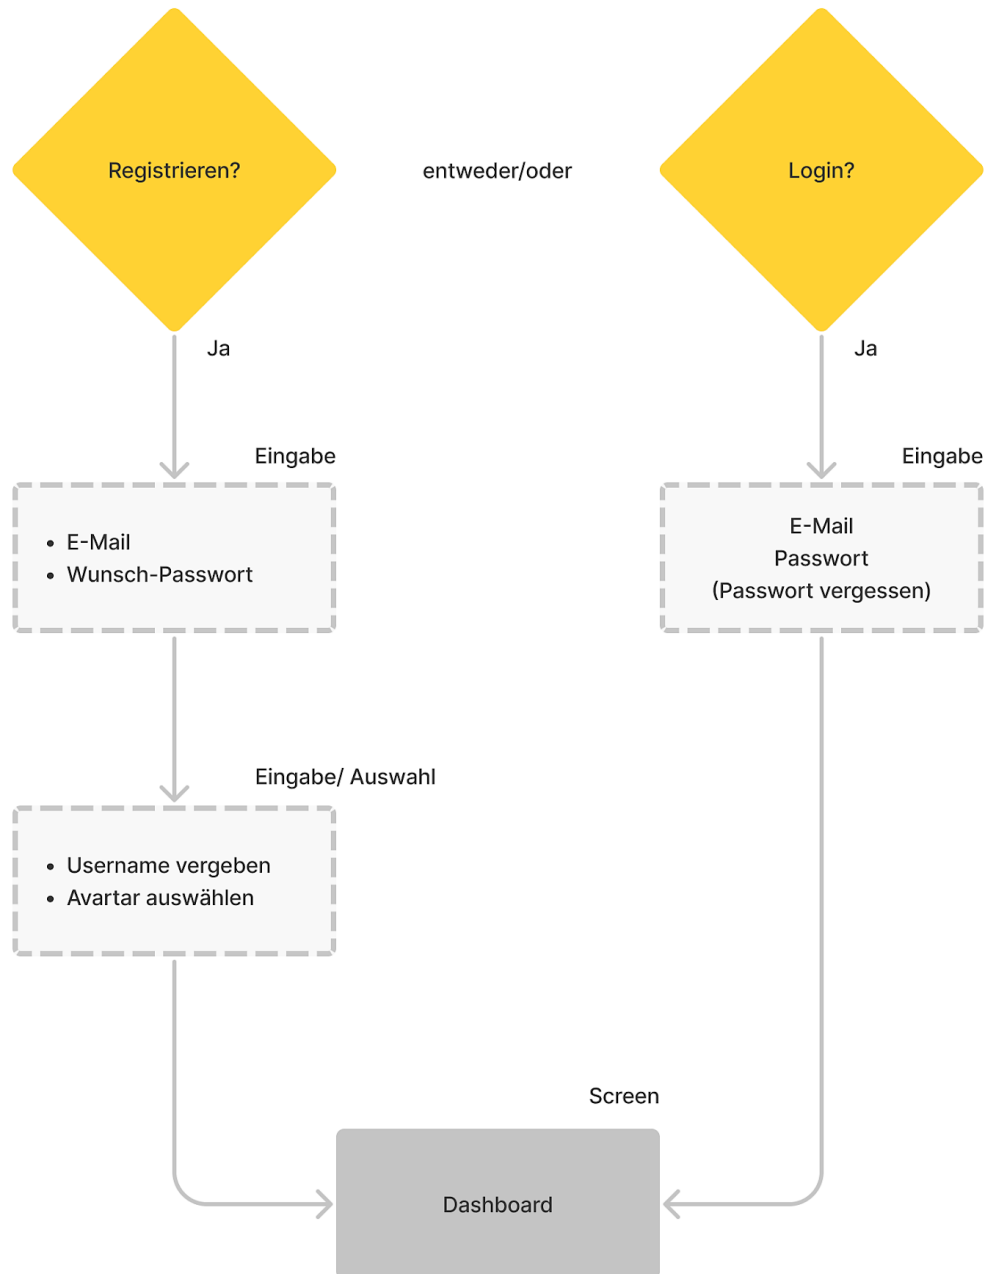 Registrieren?
entweder/oder
Login?
Ja
Ja
Eingabe
Eingabe
• E-Mail
• Wunsch-Passwort
E-Mail
Passwort
(Passwort vergessen)
Eingabe/ Auswahl
• Username vergeben
• Avartar auswählen
Screen
Dashboard